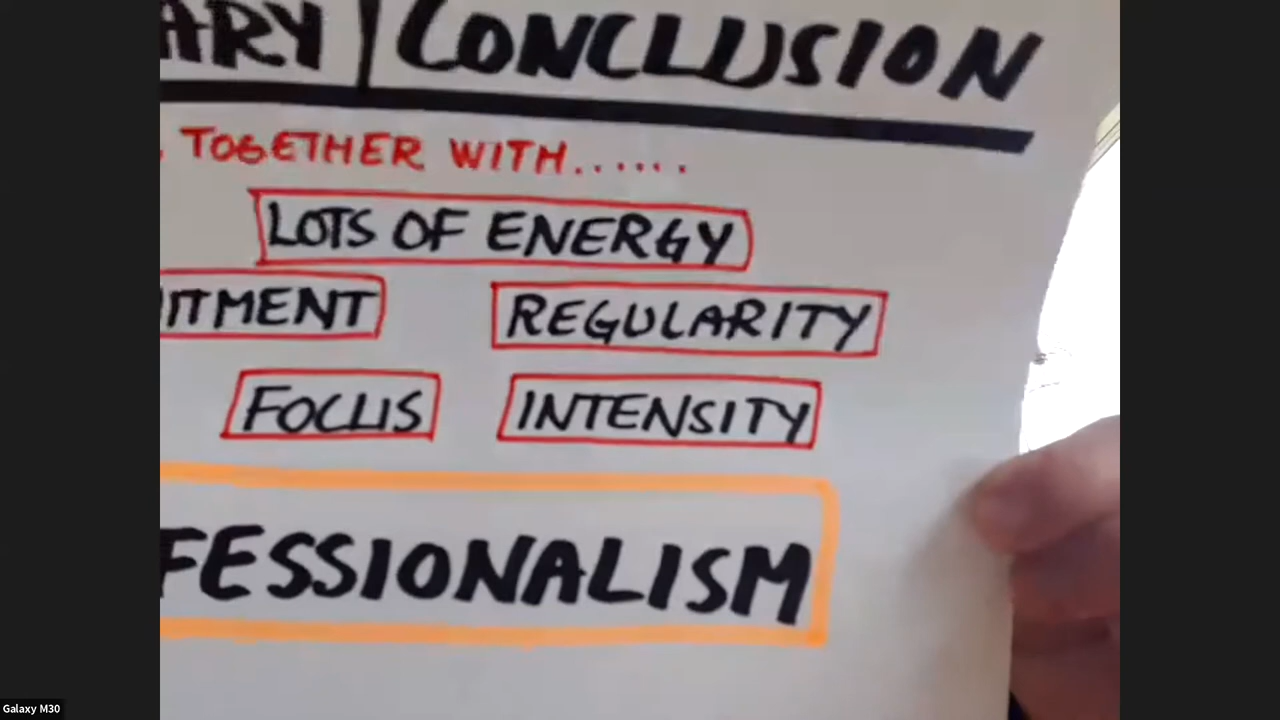 ARY | CONCLUSION
TOGETHER WITH......
LOTS OF ENERGY
ITMENT REGULARITY
FOCUS INTENSITY
FESSIONALISM
Galaxy M30